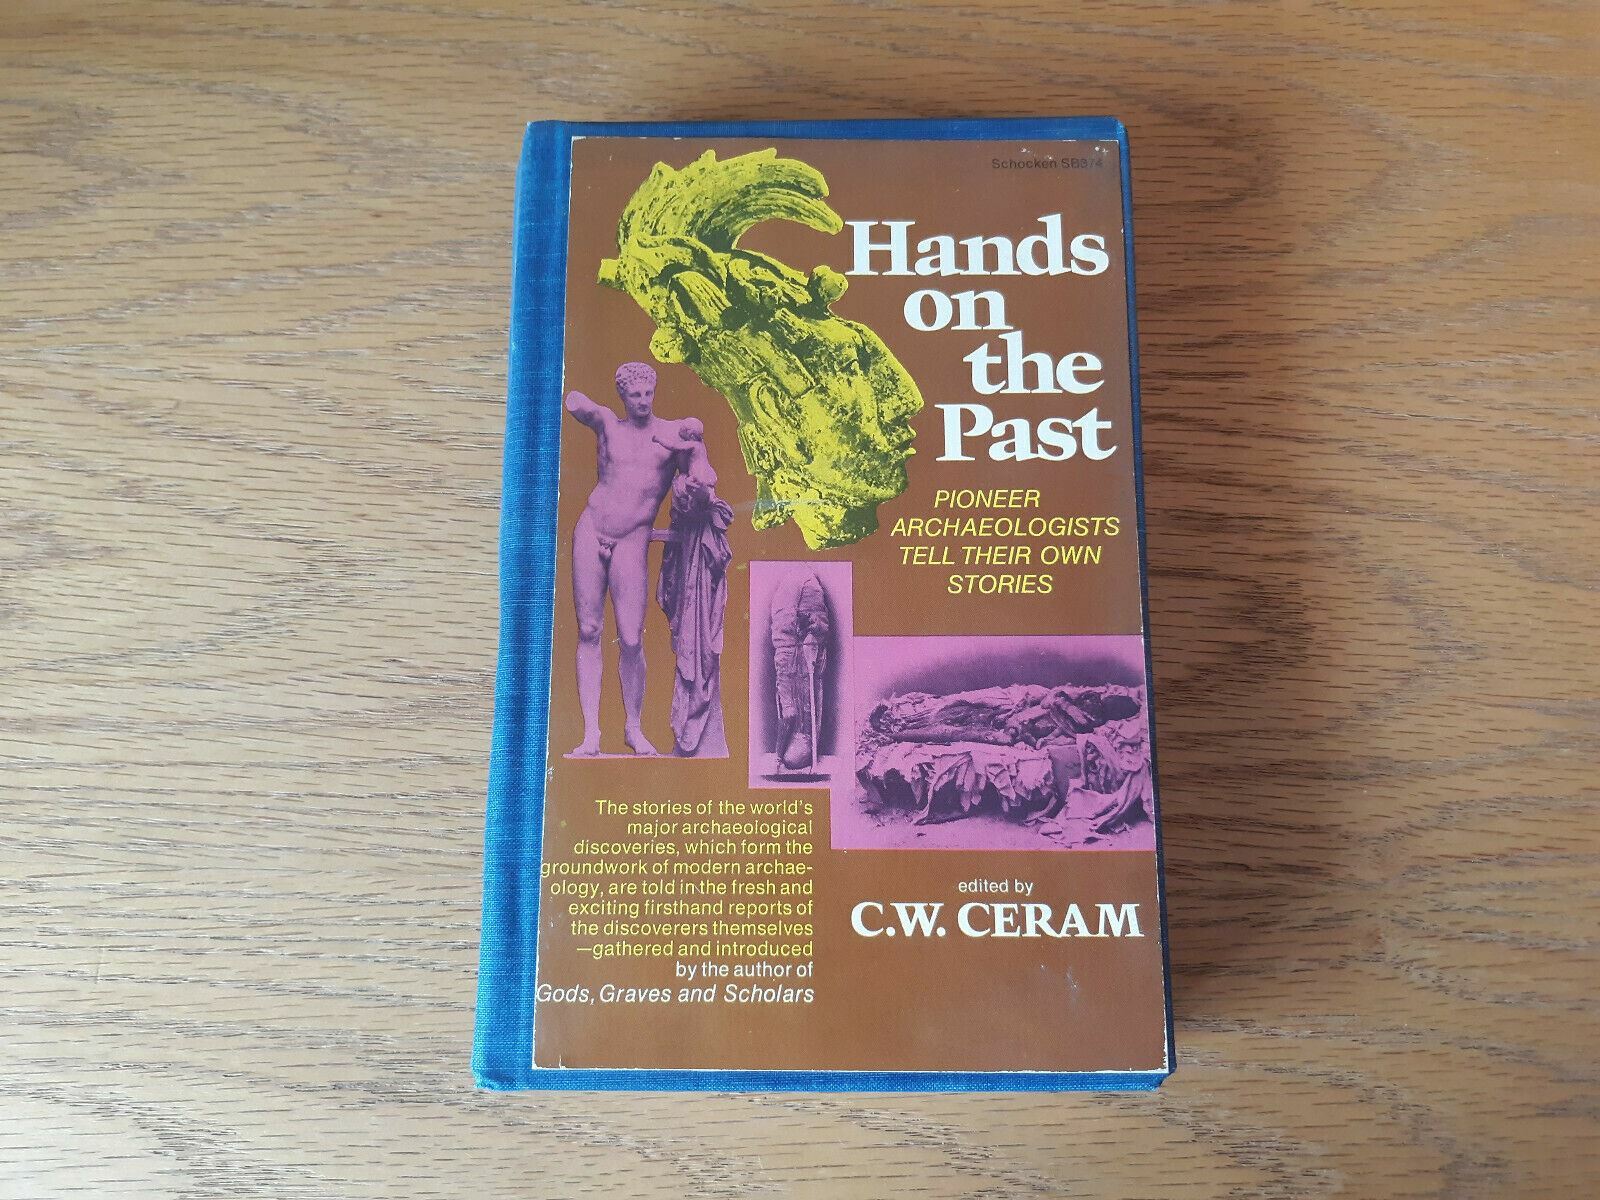 Schocken SB374
Hands
on
the
Past
PIONEER
ARCHAEOLOGISTS
TELL THEIR OWN
STORIES
The stories of the world's
major archaeological
discoveries, which form the
groundwork of modern archae-
ology, are told in the fresh and
exciting firsthand reports of
the discoverers themselves
—gathered and introduced
by the author of
Gods, Graves and Scholars
edited by
C.W. CERAM